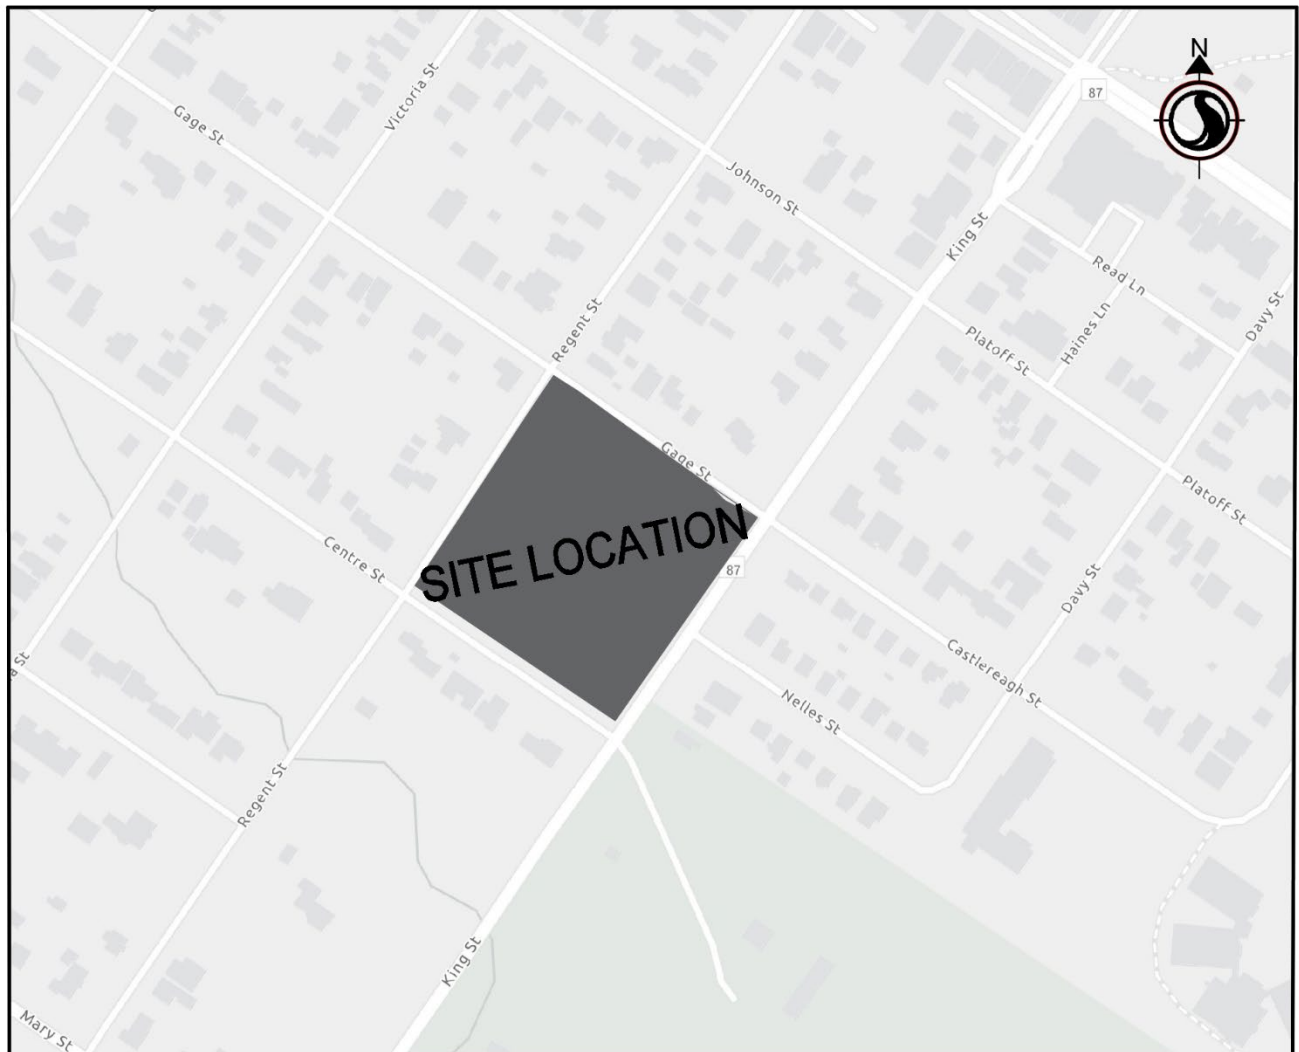 N
87
Victoria St
Gage St
Johnson St
King St
Read Ln
Haines Ln
Davy St
Regent St
Platoff St
Gage St
Platoff St
SITE LOCATION
87
Centre St
Davy St
Castlereagh St
a St
Nelles St
Regent St
King St
Mary St